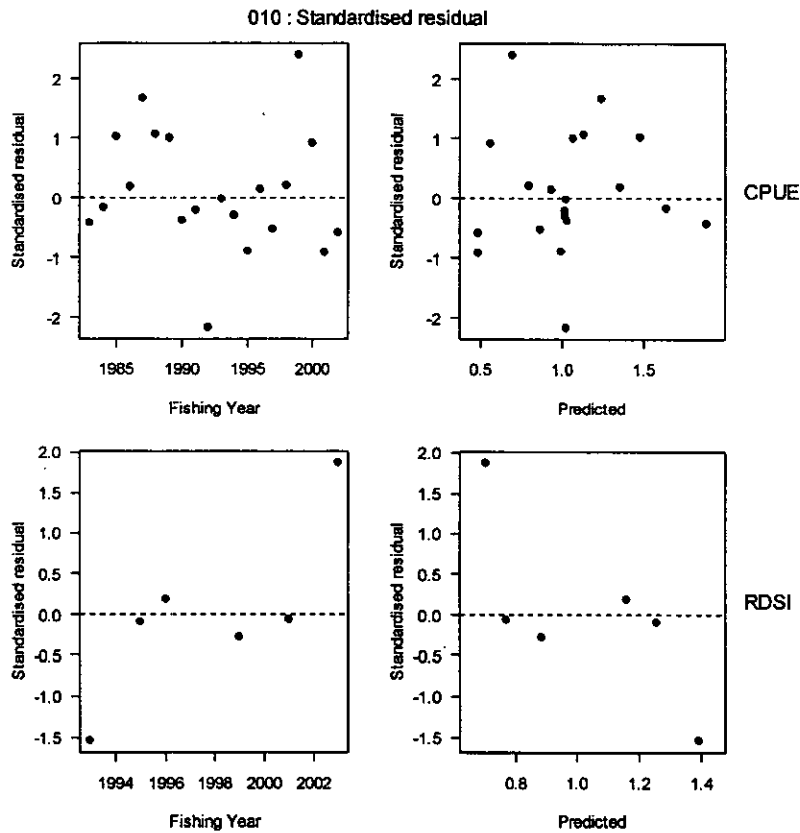 010 : Standardised residual
Standardised residual
2
1
0
-1
-2
1985 1990 1995 2000
Fishing Year
Standardised residual
2
1
0
-1
-2
0.5 1.0 1.5
Predicted
CPUE
Standardised residual
2.0
1.5
1.0
0.5
0.0
-0.5
-1.0
-1.5
1994 1996 1998 2000 2002
Fishing Year
Standardised residual
2.0
1.5
1.0
0.5
0.0
-0.5
-1.0
-1.5
0.8 1.0 1.2 1.4
Predicted
RDSI